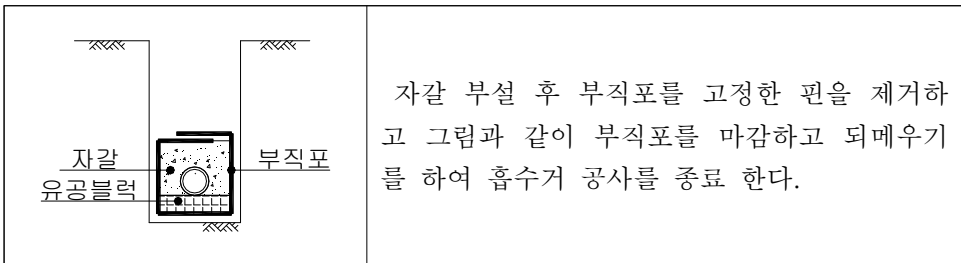 자갈
유공블럭
부직포
자갈 부설 후 부직포를 고정한 핀을 제거하
고 그림과 같이 부직포를 마감하고 되메우기
를 하여 흡수거 공사를 종료 한다.